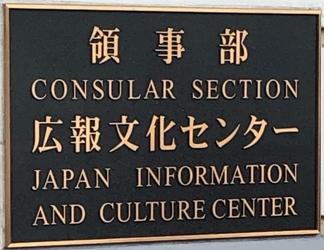 領事部
CONSULAR SECTION
広報文化センター
JAPAN INFORMATION
AND CULTURE CENTER